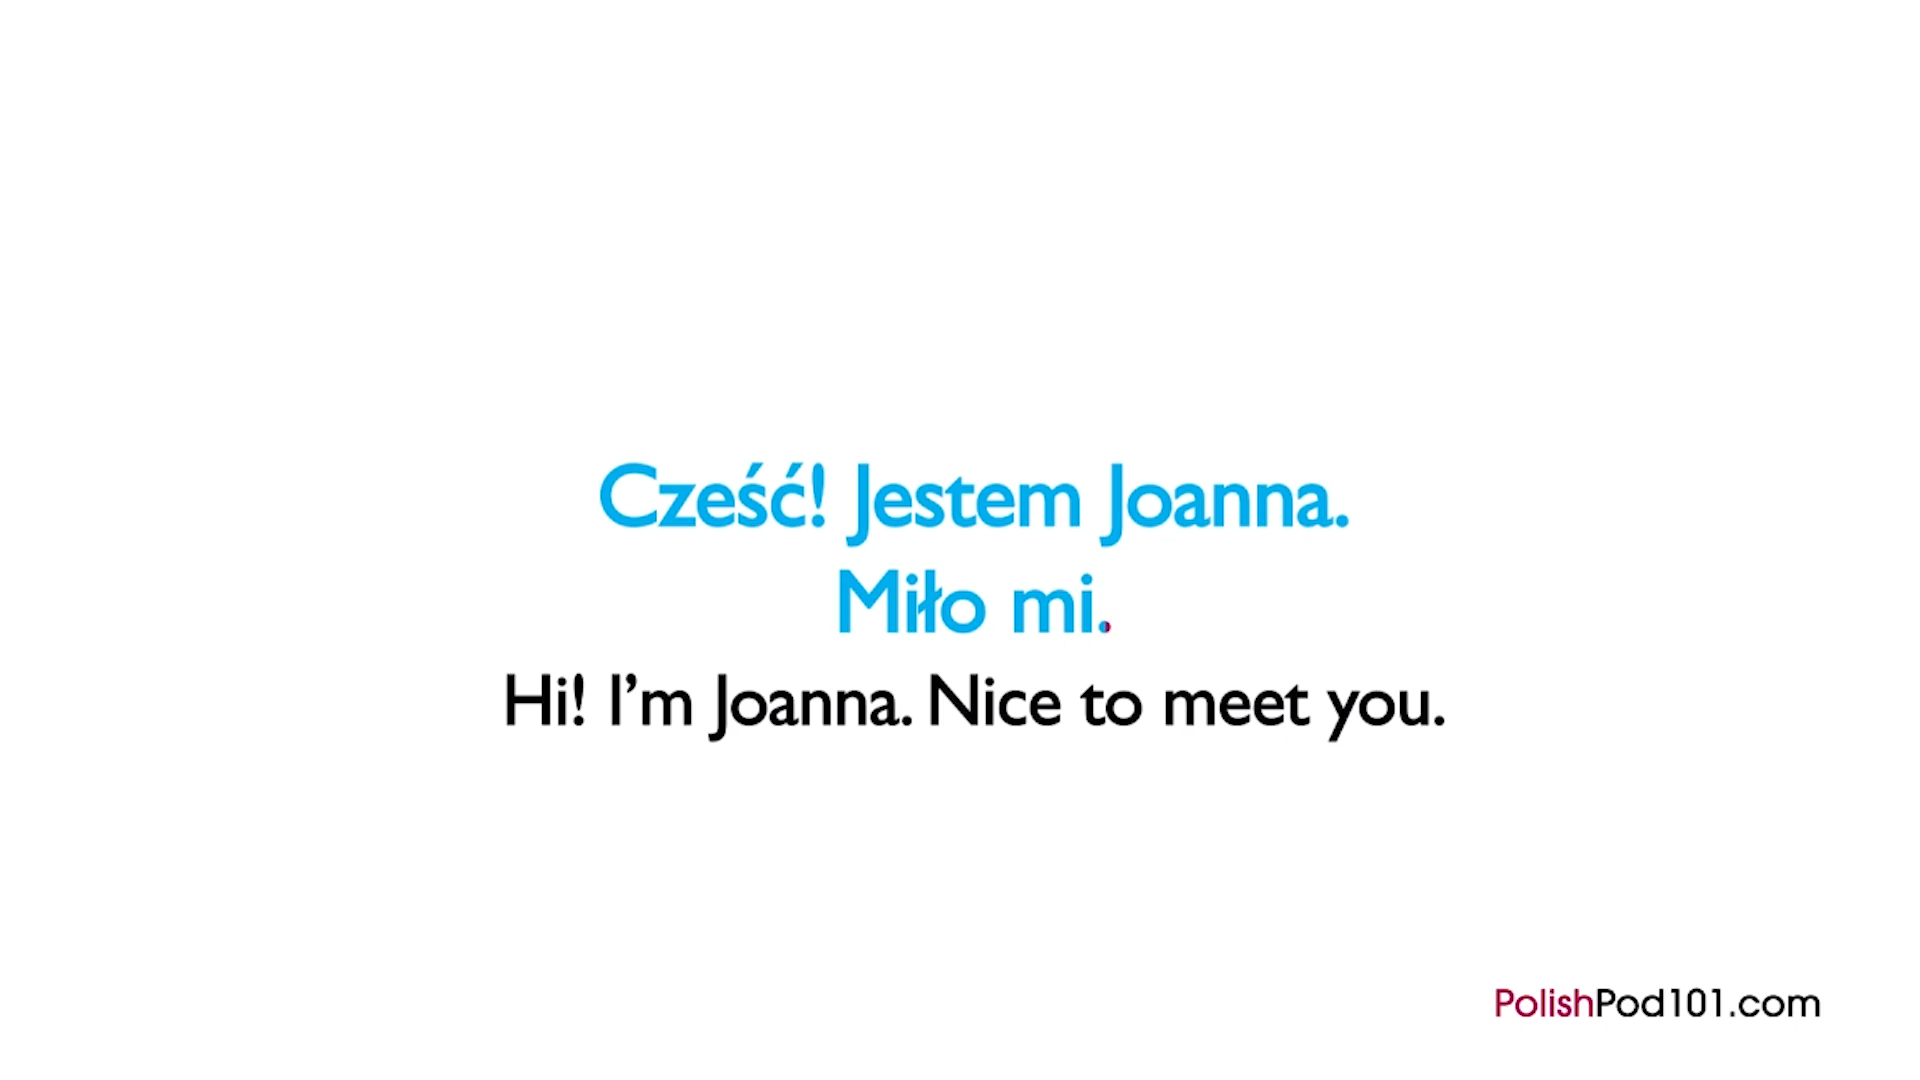 Cześć! Jestem Joanna.
Miło mi.
Hi! I’m Joanna. Nice to meet you.
PolishPod101.com